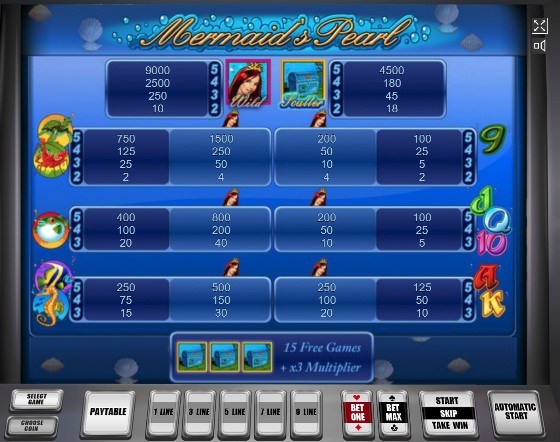 Mermaid's Pearl
9000 5 Wild Scatter 5 4500
2500 4 4 180
250 3 3 45
10 2 2 18
5 750 1500 200 100 5 9
4 125 250 50 25 4
3 25 50 10 5 3
2 2 4 4 2 2
5 400 800 200 100 5 J
4 100 200 50 25 4 Q
3 20 40 10 5 3 10
5 250 500 250 125 5 A
4 75 150 100 50 4 K
3 15 30 20 10 3
15 Free Games
+ x3 Multiplier
SELECT GAME
CHOOSE COIN
PAYTABLE
1 LINE
3 LINE
5 LINE
7 LINE
9 LINE
BET ONE
BET MAX
START
SKIP
TAKE WIN
AUTOMATIC START